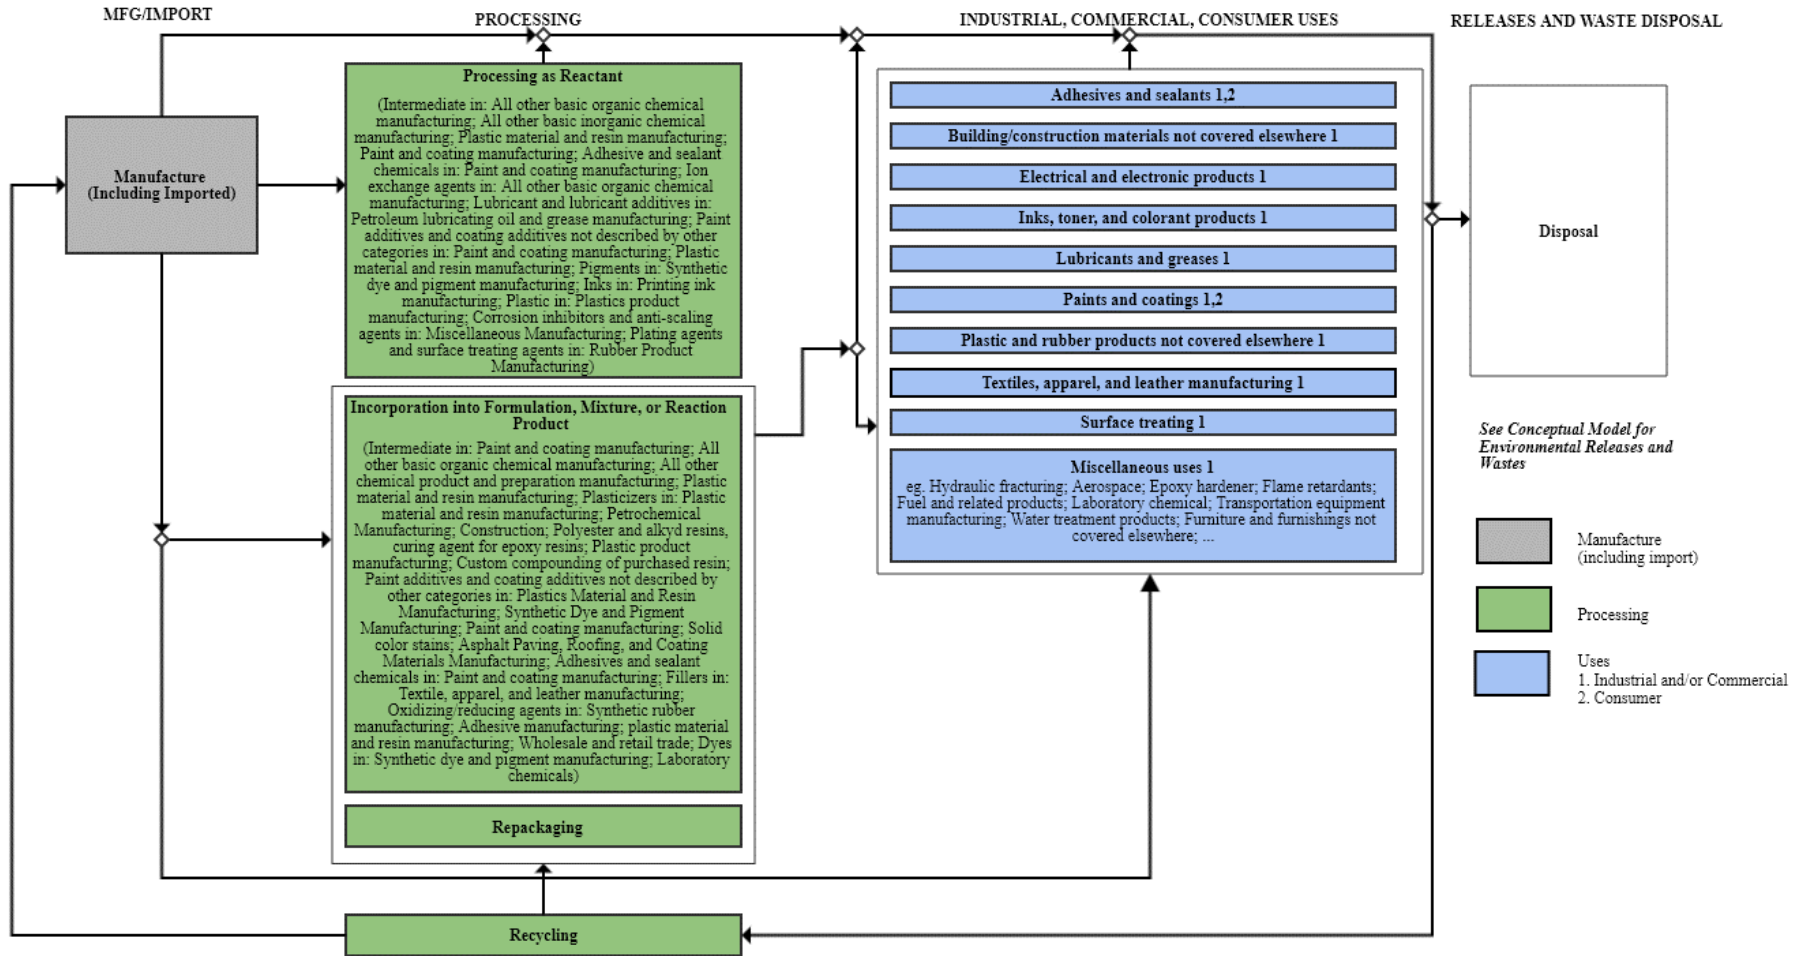 MFG/IMPORT
PROCESSING
INDUSTRIAL, COMMERCIAL, CONSUMER USES
RELEASES AND WASTE DISPOSAL
Manufacture
(Including Imported)
Processing as Reactant
(Intermediate in: All other basic organic chemical
manufacturing; All other basic inorganic chemical
manufacturing; Plastic material and resin manufacturing;
Paint and coating manufacturing; Adhesive and sealant
chemicals in: Paint and coating manufacturing; Ion
exchange agents in: All other basic organic chemical
manufacturing; Lubricant and lubricant additives in:
Petroleum lubricating oil and grease manufacturing; Paint
additives and coating additives not described by other
categories in: Paint and coating manufacturing; Plastic
material and resin manufacturing; Pigments in: Synthetic
dye and pigment manufacturing; Inks in: Printing ink
manufacturing; Plastic in: Plastics product
manufacturing; Corrosion inhibitors and anti-scaling
agents in: Miscellaneous Manufacturing; Plating agents
and surface treating agents in: Rubber Product
Manufacturing)
Incorporation into Formulation, Mixture, or Reaction
Product
(Intermediate in: Paint and coating manufacturing; All
other basic organic chemical manufacturing; All other
chemical product and preparation manufacturing; Plastic
material and resin manufacturing; Plasticizers in: Plastic
material and resin manufacturing; Petrochemical
Manufacturing; Construction; Polyester and alkyd resins,
curing agent for epoxy resins; Plastic product
manufacturing; Custom compounding of purchased resin;
Paint additives and coating additives not described by
other categories in: Plastics Material and Resin
Manufacturing; Synthetic Dye and Pigment
Manufacturing; Paint and coating manufacturing; Solid
color stains; Asphalt Paving, Roofing, and Coating
Materials Manufacturing; Adhesives and sealant
chemicals in: Paint and coating manufacturing; Fillers in:
Textile, apparel, and leather manufacturing;
Oxidizing/reducing agents in: Synthetic rubber
manufacturing; Adhesive manufacturing; plastic material
and resin manufacturing; Wholesale and retail trade; Dyes
in: Synthetic dye and pigment manufacturing; Laboratory
chemicals)
Repackaging
Recycling
Adhesives and sealants 1,2
Building/construction materials not covered elsewhere 1
Electrical and electronic products 1
Inks, toner, and colorant products 1
Lubricants and greases 1
Paints and coatings 1,2
Plastic and rubber products not covered elsewhere 1
Textiles, apparel, and leather manufacturing 1
Surface treating 1
Miscellaneous uses 1
eg. Hydraulic fracturing; Aerospace; Epoxy hardener; Flame retardants;
Fuel and related products; Laboratory chemical; Transportation equipment
manufacturing; Water treatment products; Furniture and furnishings not
covered elsewhere; ...
Disposal
See Conceptual Model for
Environmental Releases and
Wastes
Manufacture
(including import)
Processing
Uses
1. Industrial and/or Commercial
2. Consumer